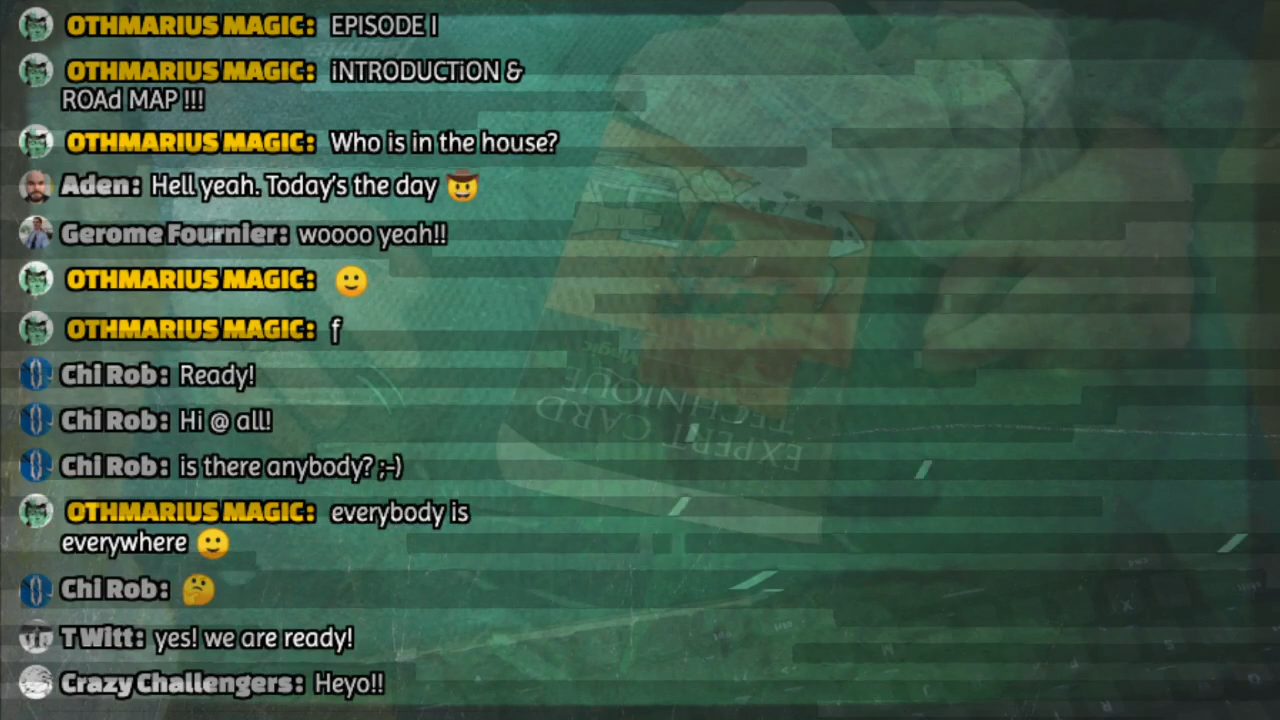 OTHMARIUS MAGIC: EPISODE I
OTHMARIUS MAGIC: iNTRODUCTiON &
ROAd MAP !!!
OTHMARIUS MAGIC: Who is in the house?
Aden: Hell yeah. Today's the day 🤠
Gerome Fournier: woooo yeah!!
OTHMARIUS MAGIC: 🙂
OTHMARIUS MAGIC: f
Chi Rob: Ready!
Chi Rob: Hi @ all!
Chi Rob: is there anybody? ;-)
OTHMARIUS MAGIC: everybody is
everywhere 🙂
Chi Rob: 🤔
T Witt: yes! we are ready!
Crazy Challengers: Heyo!!
EXPERT CARD
TECHNIQUE
Magic